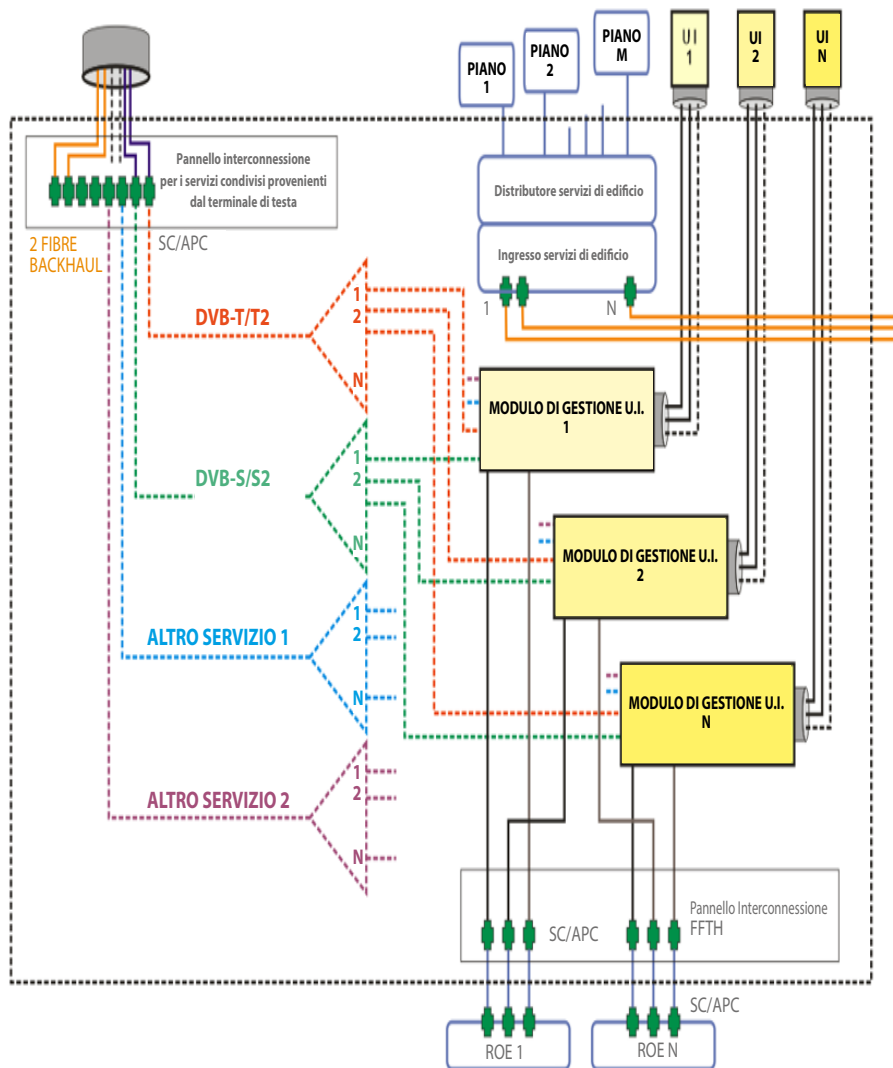 PIANO
1
PIANO
2
PIANO
M
UI
1
UI
2
UI
N
Pannello interconnessione
per i servizi condivisi provenienti
dal terminale di testa
2 FIBRE
BACKHAUL
SC/APC
Distributore servizi di edificio
Ingresso servizi di edificio
1
N
DVB-T/T2
1
2
N
MODULO DI GESTIONE U.I.
1
DVB-S/S2
1
2
N
MODULO DI GESTIONE U.I.
2
ALTRO SERVIZIO 1
1
2
N
MODULO DI GESTIONE U.I.
N
ALTRO SERVIZIO 2
1
2
N
SC/APC
Pannello Interconnessione
FFTH
SC/APC
ROE 1
ROE N